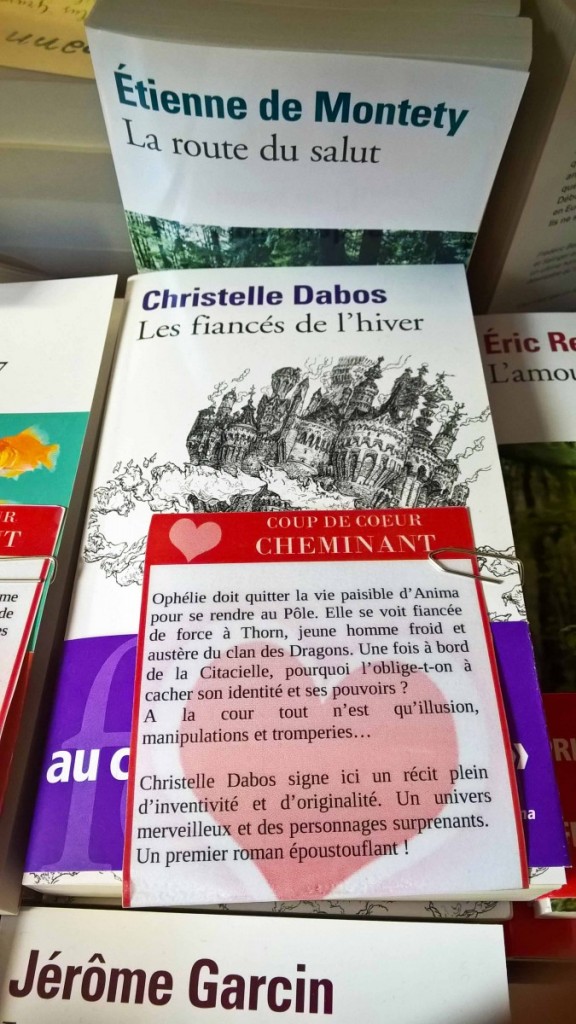 Étienne de Montety
La route du salut
Christelle Dabos
Les fiancés de l'hiver
Éric
L'amou
COUP DE COEUR
CHEMINANT
Ophélie doit quitter la vie paisible d'Anima
pour se rendre au Pôle. Elle se voit fiancée
de force à Thorn, jeune homme froid et
austère du clan des Dragons. Une fois à bord
de la Citacielle, pourquoi l'oblige-t-on à
cacher son identité et ses pouvoirs ?
A la cour tout n'est qu'illusion,
manipulations et tromperies…
Christelle Dabos signe ici un récit plein
d'inventivité et d'originalité. Un univers
merveilleux et des personnages surprenants.
Un premier roman époustouflant !
au
»
Jérôme Garcin